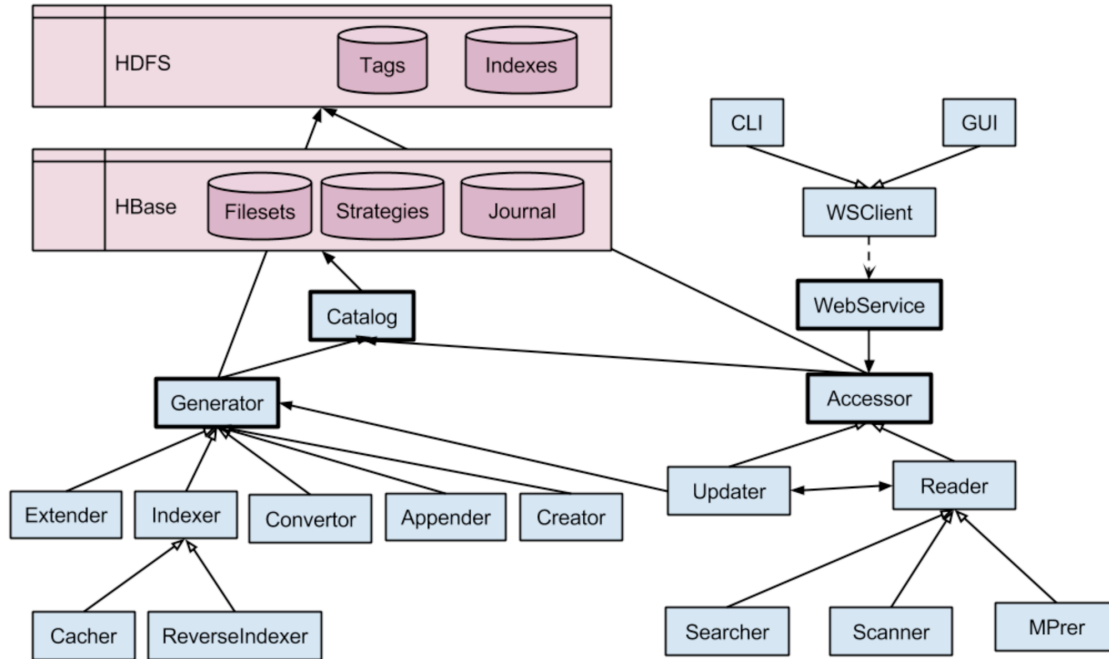 HDFS
Tags
Indexes
CLI
GUI
HBase
Filesets
Strategies
Journal
WSClient
Catalog
WebService
Generator
Accessor
Extender
Indexer
Convertor
Appender
Creator
Updater
Reader
Cacher
ReverseIndexer
Searcher
Scanner
MPrer